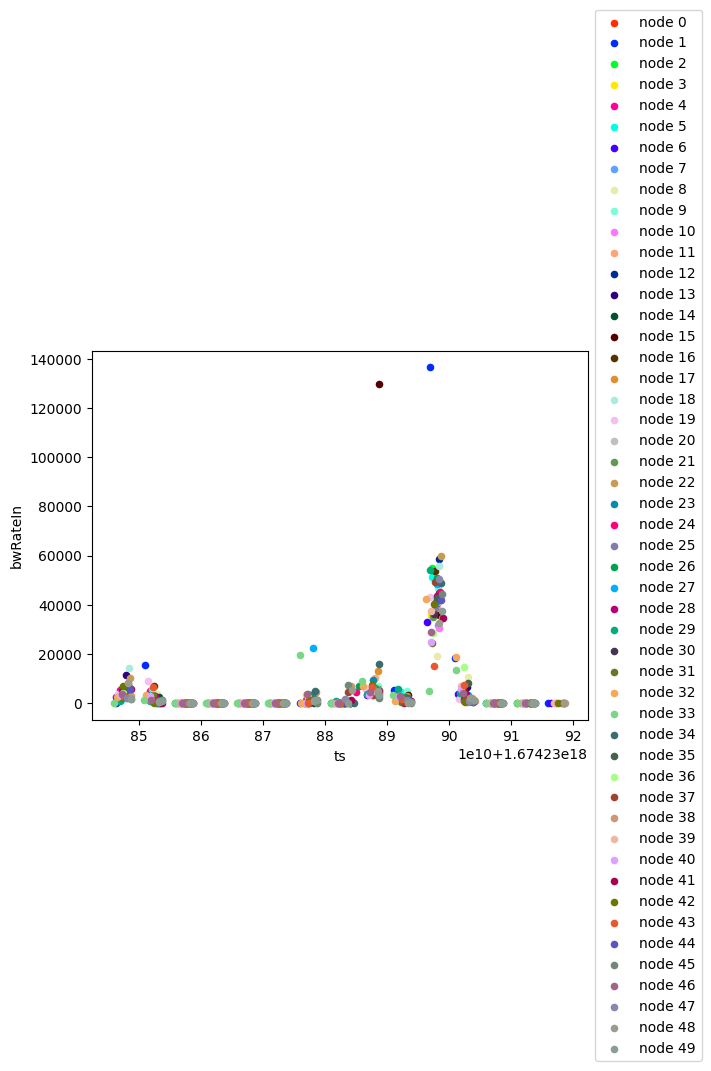 140000
120000
100000
80000
60000
40000
20000
0
bwRateIn
85 86 87 88 89 90 91 92
ts
1e10+1.67423e18
node 0
node 1
node 2
node 3
node 4
node 5
node 6
node 7
node 8
node 9
node 10
node 11
node 12
node 13
node 14
node 15
node 16
node 17
node 18
node 19
node 20
node 21
node 22
node 23
node 24
node 25
node 26
node 27
node 28
node 29
node 30
node 31
node 32
node 33
node 34
node 35
node 36
node 37
node 38
node 39
node 40
node 41
node 42
node 43
node 44
node 45
node 46
node 47
node 48
node 49